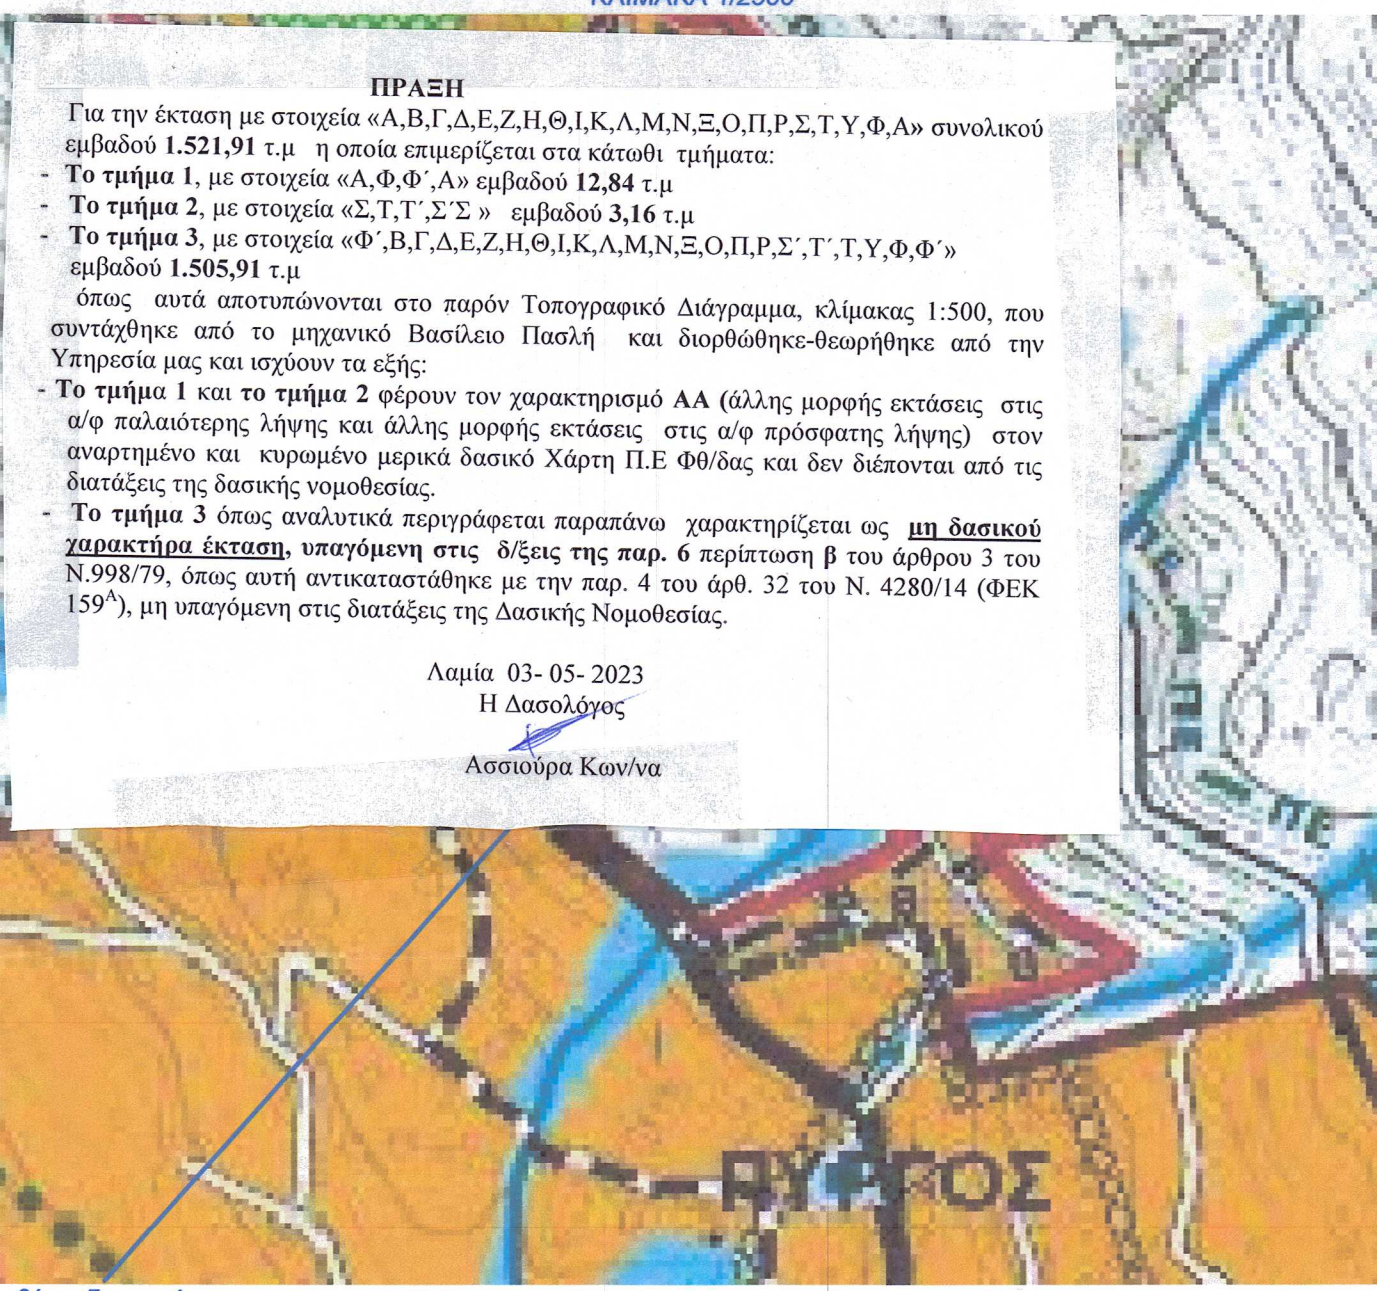 ΠΡΑΞΗ
Για την έκταση με στοιχεία «Α,Β,Γ,Δ,Ε,Ζ,Η,Θ,Ι,Κ,Λ,Μ,Ν,Ξ,Ο,Π,Ρ,Σ,Τ,Υ,Φ,Α» συνολικού
εμβαδού 1.521,91 τ.μ η οποία επιμερίζεται στα κάτωθι τμήματα:
- Το τμήμα 1, με στοιχεία «Α,Φ,Φ΄,Α» εμβαδού 12,84 τ.μ
- Το τμήμα 2, με στοιχεία «Σ,Τ,Τ΄,Σ΄Σ » εμβαδού 3,16 τ.μ
- Το τμήμα 3, με στοιχεία «Φ΄,Β,Γ,Δ,Ε,Ζ,Η,Θ,Ι,Κ,Λ,Μ,Ν,Ξ,Ο,Π,Ρ,Σ΄,Τ΄,Τ,Υ,Φ,Φ΄»
εμβαδού 1.505,91 τ.μ
όπως αυτά αποτυπώνονται στο παρόν Τοπογραφικό Διάγραμμα, κλίμακας 1:500, που
συντάχθηκε από το μηχανικό Βασίλειο Πασλή και διορθώθηκε-θεωρήθηκε από την
Υπηρεσία μας και ισχύουν τα εξής:
- Το τμήμα 1 και το τμήμα 2 φέρουν τον χαρακτηρισμό ΑΑ (άλλης μορφής εκτάσεις στις
α/φ παλαιότερης λήψης και άλλης μορφής εκτάσεις στις α/φ πρόσφατης λήψης) στον
αναρτημένο και κυρωμένο μερικά δασικό Χάρτη Π.Ε Φθ/δας και δεν διέπονται από τις
διατάξεις της δασικής νομοθεσίας.
- Το τμήμα 3 όπως αναλυτικά περιγράφεται παραπάνω χαρακτηρίζεται ως μη δασικού
χαρακτήρα έκταση, υπαγόμενη στις δ/ξεις της παρ. 6 περίπτωση β του άρθρου 3 του
Ν.998/79, όπως αυτή αντικαταστάθηκε με την παρ. 4 του άρθ. 32 του Ν. 4280/14 (ΦΕΚ
159Α), μη υπαγόμενη στις διατάξεις της Δασικής Νομοθεσίας.
Λαμία 03- 05- 2023
Η Δασολόγος
Ασσιούρα Κων/να
ΠΕ
ΠΕ
ΠΥΡΓΟΣ